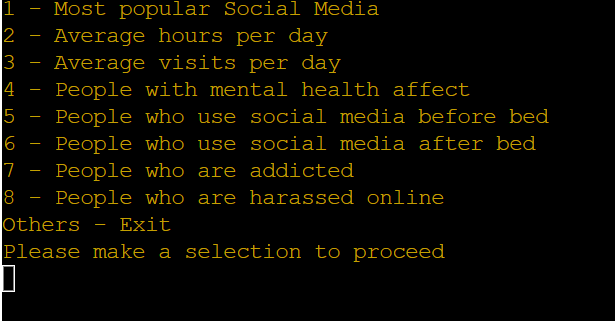 1 - Most popular Social Media
2 - Average hours per day
3 - Average visits per day
4 - People with mental health affect
5 - People who use social media before bed
6 - People who use social media after bed
7 - People who are addicted
8 - People who are harassed online
Others - Exit
Please make a selection to proceed